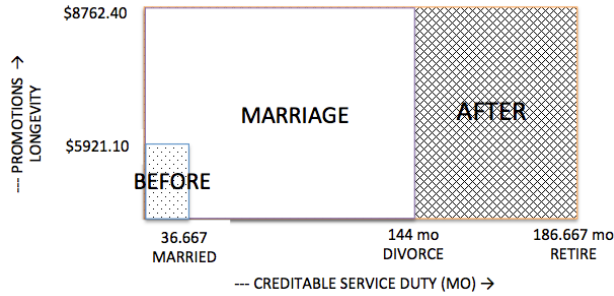 $8762.40
--- PROMOTIONS →
LONGEVITY
MARRIAGE
AFTER
$5921.10
BEFORE
36.667
MARRIED
144 mo
DIVORCE
186.667 mo
RETIRE
--- CREDITABLE SERVICE DUTY (MO) →